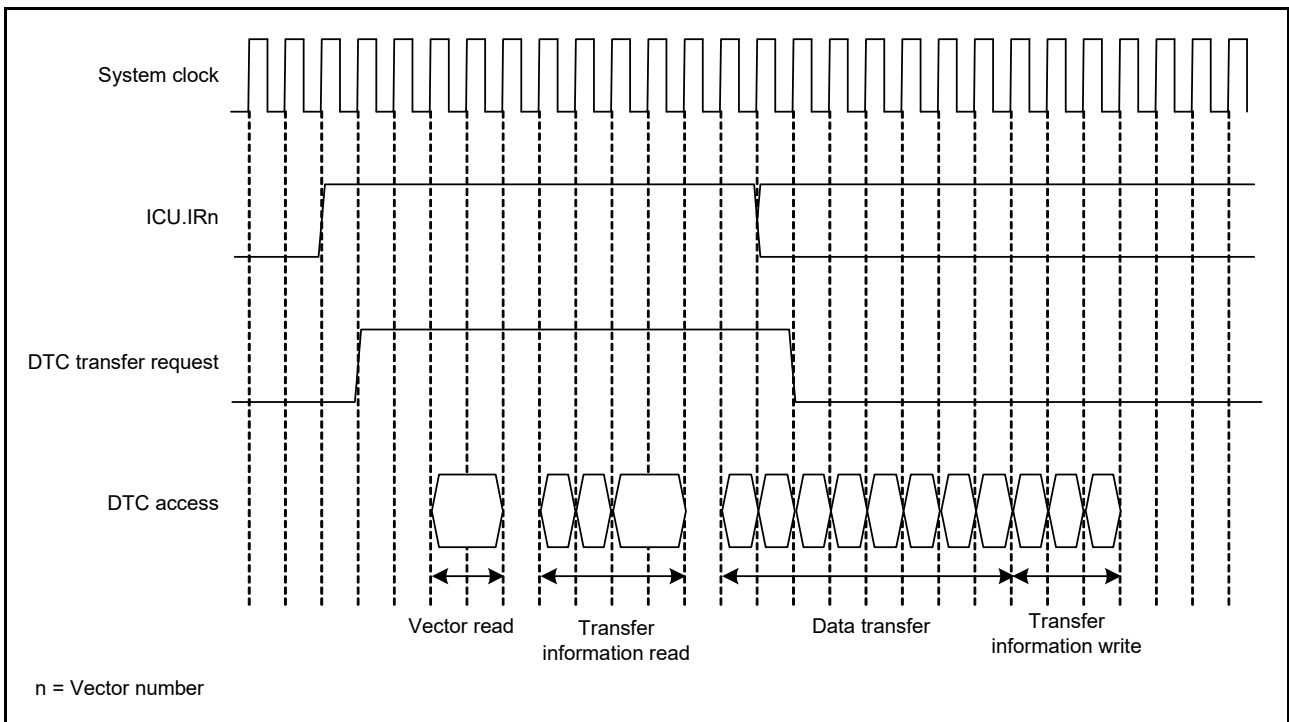 System clock
ICU.IRn
DTC transfer request
DTC access
Vector read
Transfer
information read
Data transfer
Transfer
information write
n = Vector number